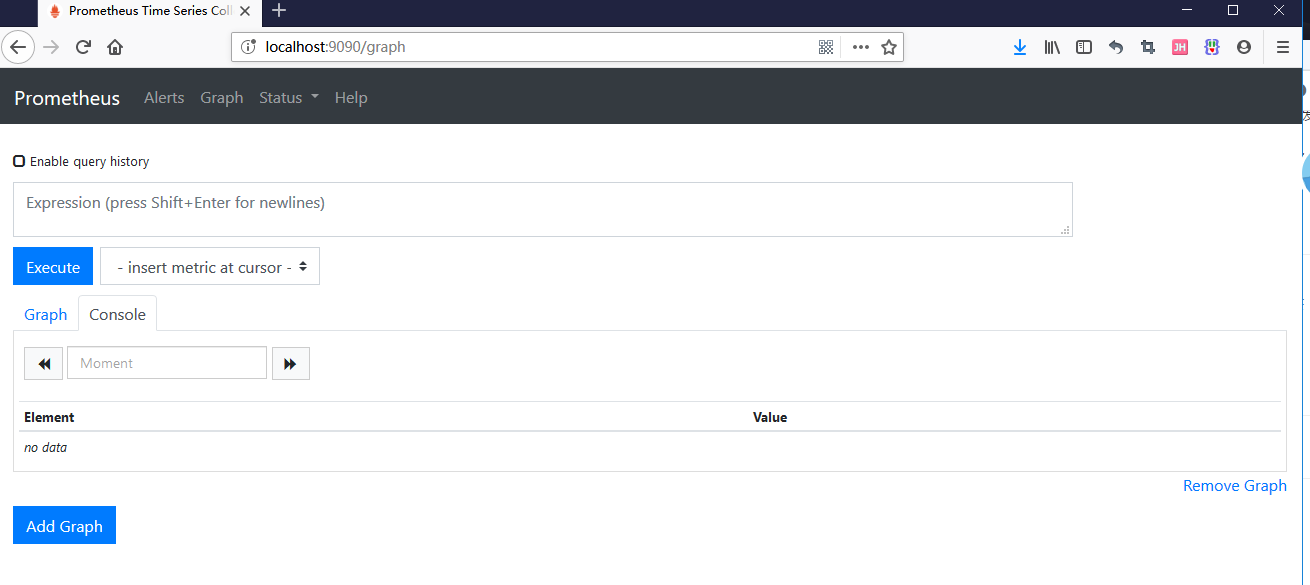 Prometheus Time Series Coll
localhost:9090/graph
JH
Prometheus Alerts Graph Status Help
Enable query history
Expression (press Shift+Enter for newlines)
Execute - insert metric at cursor -
Graph Console
Moment
Element Value
no data
Remove Graph
Add Graph